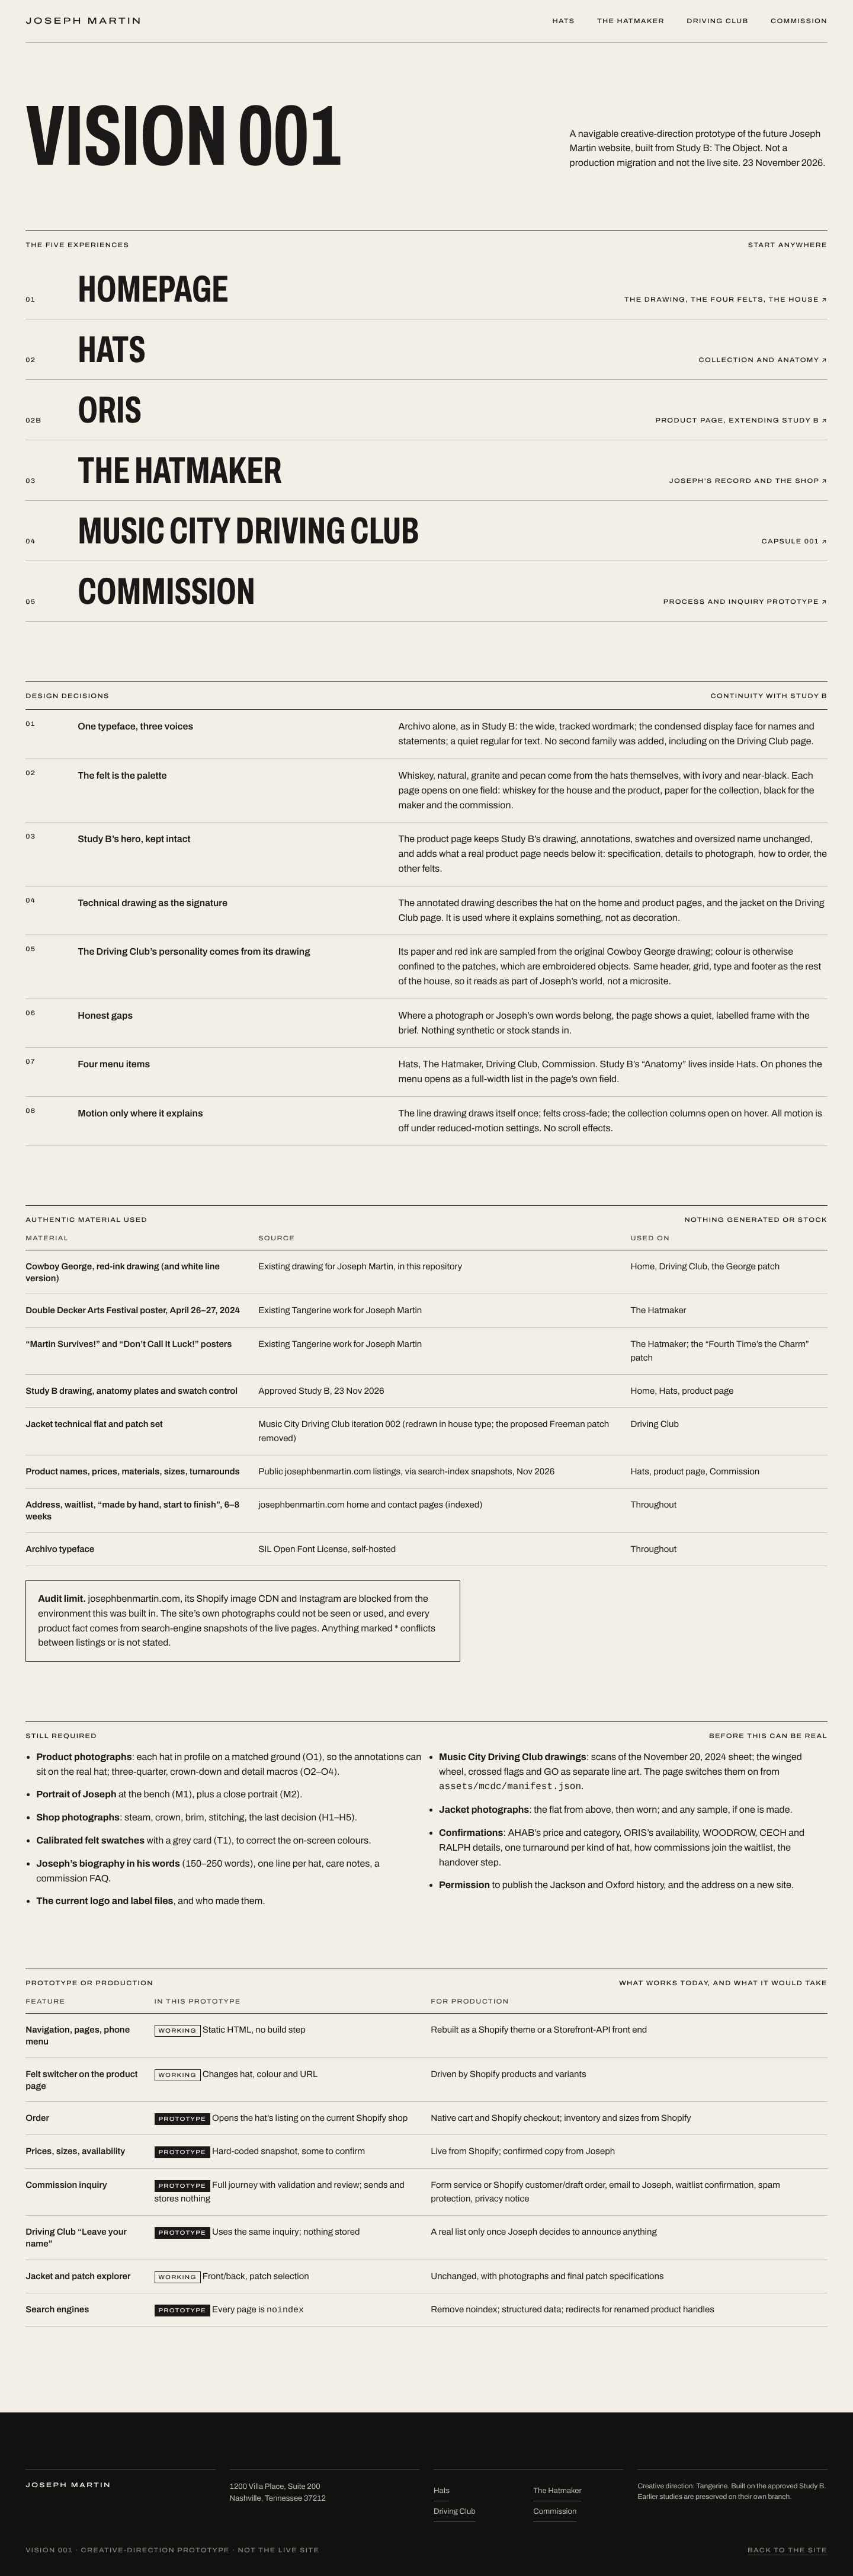 JOSEPH MARTIN
HATS THE HATMAKER DRIVING CLUB COMMISSION
VISION 001
A navigable creative-direction prototype of the future Joseph
Martin website, built from Study B: The Object. Not a
production migration and not the live site. 23 November 2026.
THE FIVE EXPERIENCES START ANYWHERE
01 HOMEPAGE THE DRAWING, THE FOUR FELTS, THE HOUSE ↗
02 HATS COLLECTION AND ANATOMY ↗
02B ORIS PRODUCT PAGE, EXTENDING STUDY B ↗
03 THE HATMAKER JOSEPH'S RECORD AND THE SHOP ↗
04 MUSIC CITY DRIVING CLUB CAPSULE 001 ↗
05 COMMISSION PROCESS AND INQUIRY PROTOTYPE ↗
DESIGN DECISIONS CONTINUITY WITH STUDY B
01 One typeface, three voices
Archivo alone, as in Study B: the wide, tracked wordmark; the condensed display face for names and
statements; a quiet regular for text. No second family was added, including on the Driving Club page.
02 The felt is the palette
Whiskey, natural, granite and pecan come from the hats themselves, with ivory and near-black. Each
page opens on one field: whiskey for the house and the product, paper for the collection, black for the
maker and the commission.
03 Study B’s hero, kept intact
The product page keeps Study B’s drawing, annotations, swatches and oversized name unchanged,
and adds what a real product page needs below it: specification, details to photograph, how to order, the
other felts.
04 Technical drawing as the signature
The annotated drawing describes the hat on the home and product pages, and the jacket on the Driving
Club page. It is used where it explains something, not as decoration.
05 The Driving Club’s personality comes from its drawing
Its paper and red ink are sampled from the original Cowboy George drawing; colour is otherwise
confined to the patches, which are embroidered objects. Same header, grid, type and footer as the rest
of the house, so it reads as part of Joseph’s world, not a microsite.
06 Honest gaps
Where a photograph or Joseph’s own words belong, the page shows a quiet, labelled frame with the
brief. Nothing synthetic or stock stands in.
07 Four menu items
Hats, The Hatmaker, Driving Club, Commission. Study B’s “Anatomy” lives inside Hats. On phones the
menu opens as a full-width list in the page’s own field.
08 Motion only where it explains
The line drawing draws itself once; felts cross-fade; the collection columns open on hover. All motion is
off under reduced-motion settings. No scroll effects.
AUTHENTIC MATERIAL USED NOTHING GENERATED OR STOCK
MATERIAL SOURCE USED ON
Cowboy George, red-ink drawing (and white line
version)
Existing drawing for Joseph Martin, in this repository
Home, Driving Club, the George patch
Double Decker Arts Festival poster, April 26–27, 2024
Existing Tangerine work for Joseph Martin
The Hatmaker
“Martin Survives!” and “Don’t Call It Luck!” posters
Existing Tangerine work for Joseph Martin
The Hatmaker; the “Fourth Time’s the Charm”
patch
Study B drawing, anatomy plates and swatch control
Approved Study B, 23 Nov 2026
Home, Hats, product page
Jacket technical flat and patch set
Music City Driving Club iteration 002 (redrawn in house type; the proposed Freeman patch
removed)
Driving Club
Product names, prices, materials, sizes, turnarounds
Public josephbenmartin.com listings, via search-index snapshots, Nov 2026
Hats, product page, Commission
Address, waitlist, “made by hand, start to finish”, 6–8
weeks
josephbenmartin.com home and contact pages (indexed)
Throughout
Archivo typeface
SIL Open Font License, self-hosted
Throughout
Audit limit. josephbenmartin.com, its Shopify image CDN and Instagram are blocked from the
environment this was built in. The site’s own photographs could not be seen or used, and every
product fact comes from search-engine snapshots of the live pages. Anything marked * conflicts
between listings or is not stated.
STILL REQUIRED BEFORE THIS CAN BE REAL
• Product photographs: each hat in profile on a matched ground (O1), so the annotations can
sit on the real hat; three-quarter, crown-down and detail macros (O2–O4).
• Portrait of Joseph at the bench (M1), plus a close portrait (M2).
• Shop photographs: steam, crown, brim, stitching, the last decision (H1–H5).
• Calibrated felt swatches with a grey card (T1), to correct the on-screen colours.
• Joseph’s biography in his words (150–250 words), one line per hat, care notes, a
commission FAQ.
• The current logo and label files, and who made them.
• Music City Driving Club drawings: scans of the November 20, 2024 sheet; the winged
wheel, crossed flags and GO as separate line art. The page switches them on from
assets/mcdc/manifest.json.
• Jacket photographs: the flat from above, then worn; and any sample, if one is made.
• Confirmations: AHAB’s price and category, ORIS’s availability, WOODROW, CECH and
RALPH details, one turnaround per kind of hat, how commissions join the waitlist, the
handover step.
• Permission to publish the Jackson and Oxford history, and the address on a new site.
PROTOTYPE OR PRODUCTION WHAT WORKS TODAY, AND WHAT IT WOULD TAKE
FEATURE IN THIS PROTOTYPE FOR PRODUCTION
Navigation, pages, phone
menu
WORKING Static HTML, no build step
Rebuilt as a Shopify theme or a Storefront-API front end
Felt switcher on the product
page
WORKING Changes hat, colour and URL
Driven by Shopify products and variants
Order
PROTOTYPE Opens the hat’s listing on the current Shopify shop
Native cart and Shopify checkout; inventory and sizes from Shopify
Prices, sizes, availability
PROTOTYPE Hard-coded snapshot, some to confirm
Live from Shopify; confirmed copy from Joseph
Commission inquiry
PROTOTYPE Full journey with validation and review; sends and
stores nothing
Form service or Shopify customer/draft order, email to Joseph, waitlist confirmation, spam
protection, privacy notice
Driving Club “Leave your
name”
PROTOTYPE Uses the same inquiry; nothing stored
A real list only once Joseph decides to announce anything
Jacket and patch explorer
WORKING Front/back, patch selection
Unchanged, with photographs and final patch specifications
Search engines
PROTOTYPE Every page is noindex
Remove noindex; structured data; redirects for renamed product handles
JOSEPH MARTIN
1200 Villa Place, Suite 200
Nashville, Tennessee 37212
Hats The Hatmaker
Driving Club Commission
Creative direction: Tangerine. Built on the approved Study B.
Earlier studies are preserved on their own branch.
VISION 001 · CREATIVE-DIRECTION PROTOTYPE · NOT THE LIVE SITE
BACK TO THE SITE